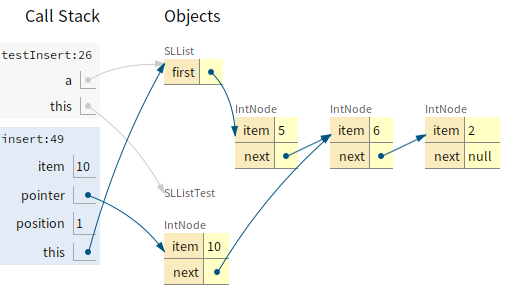 Call Stack Objects
testInsert:26
a
this
insert:49
item 10
pointer
position 1
this
SLList
first
IntNode
item 5
next
IntNode
item 6
next
IntNode
item 2
next null
SLListTest
IntNode
item 10
next